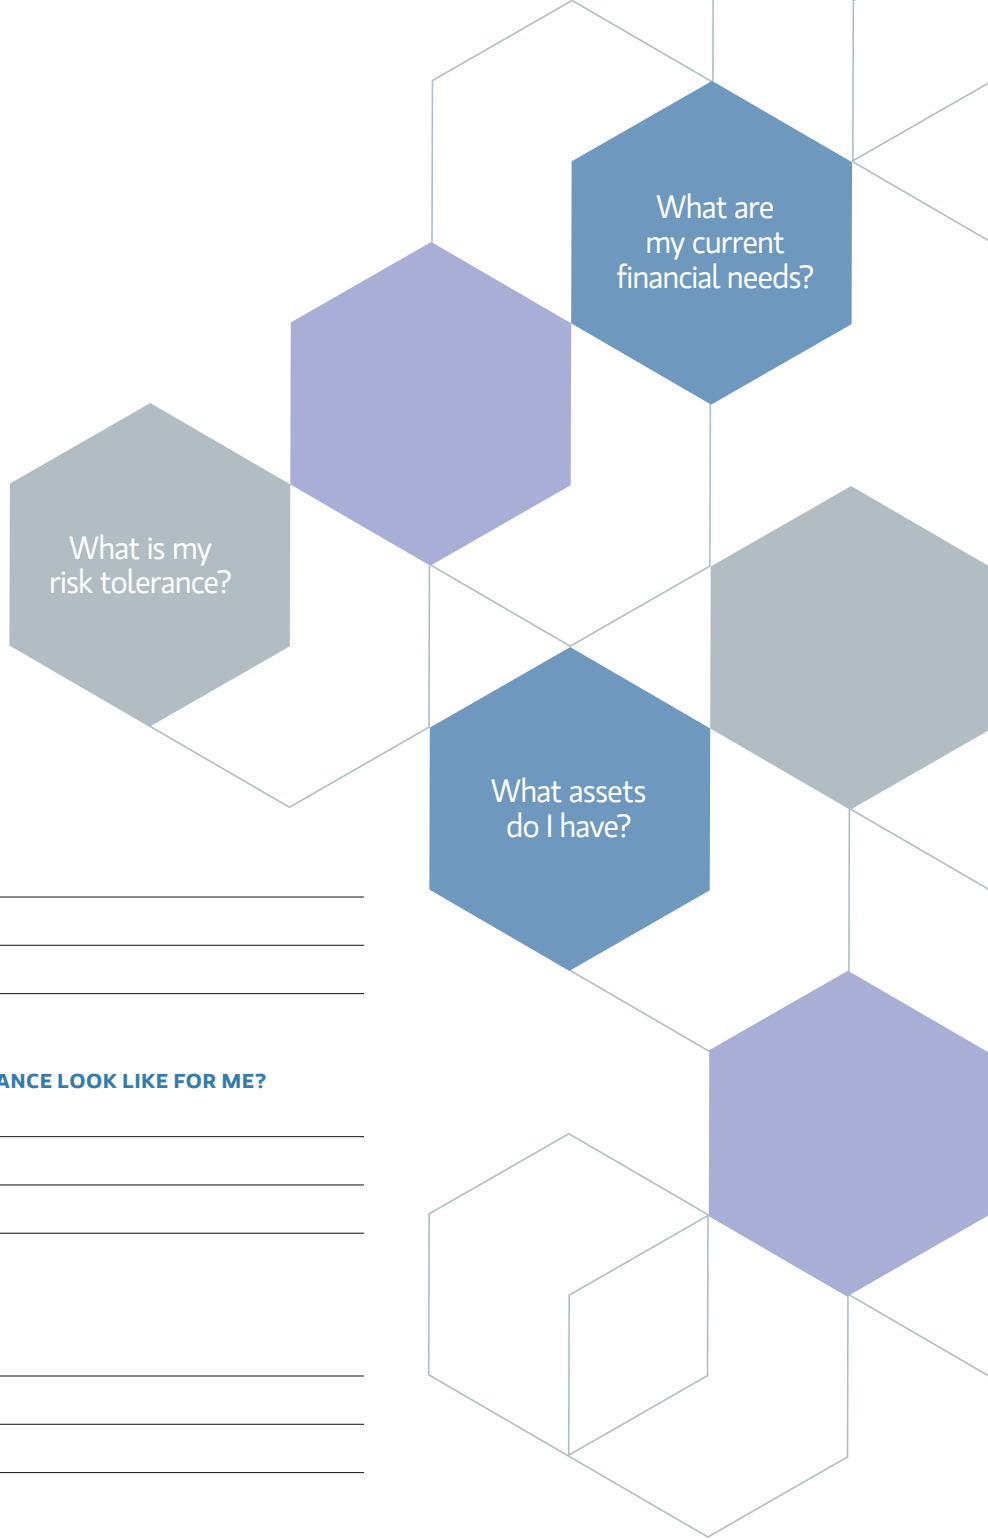 What are
my current
financial needs?
What is my
risk tolerance?
What assets
do I have?
LOOK LIKE FOR ME?